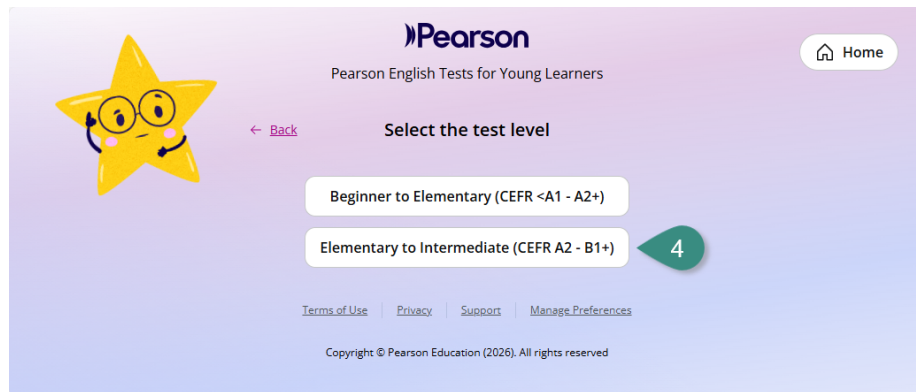 Pearson
Home
Pearson English Tests for Young Learners
← Back
Select the test level
Beginner to Elementary (CEFR <A1 - A2+)
Elementary to Intermediate (CEFR A2 - B1+)
4
Terms of Use | Privacy | Support | Manage Preferences
Copyright © Pearson Education (2026). All rights reserved